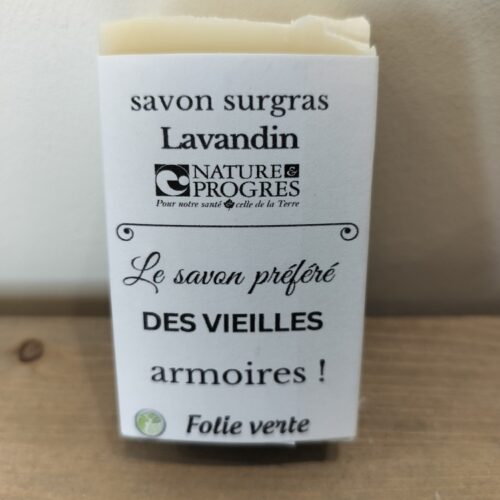 savon surgras
Lavandin
NATURE &
PROGRES
Pour notre santé celle de la Terre
Le savon préféré
DES VIEILLES
armoires !
Folie verte